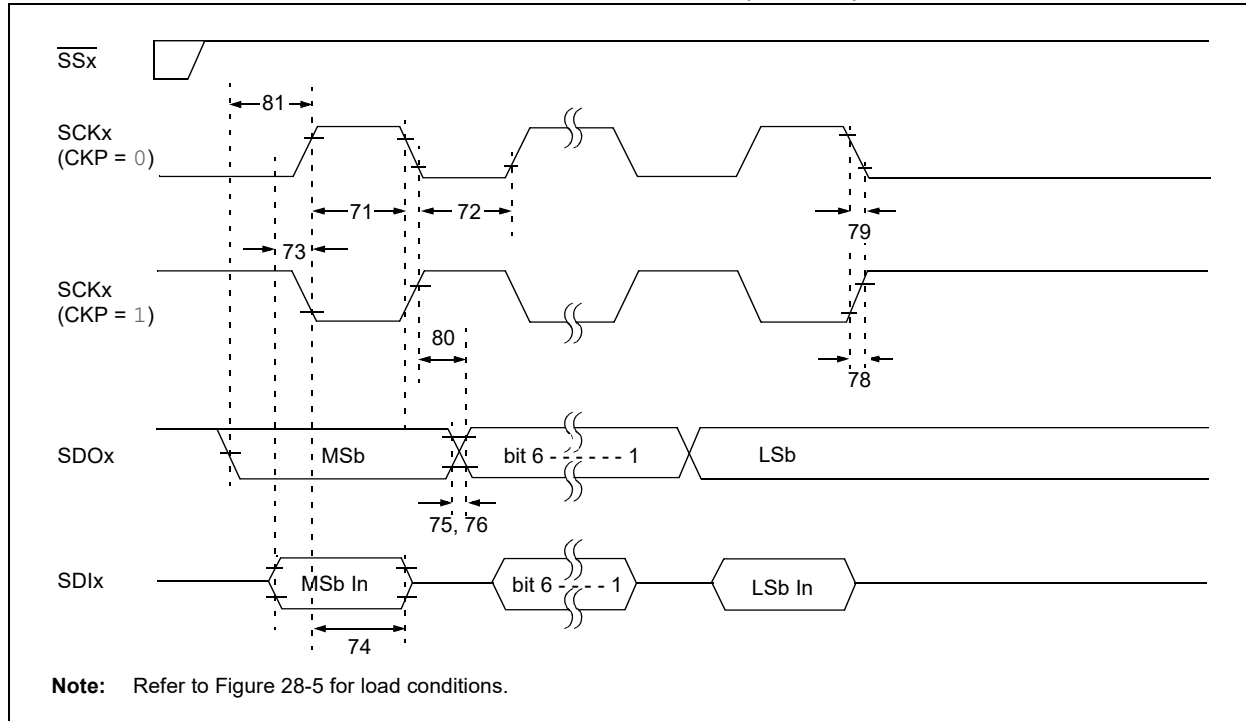 SSx
81
SCKx
(CKP = 0)
71
72
79
73
SCKx
(CKP = 1)
80
78
SDOx
MSb
bit 6 - - - - - - 1
LSb
75, 76
SDIx
MSb In
bit 6 - - - - - 1
LSb In
74
Note: Refer to Figure 28-5 for load conditions.